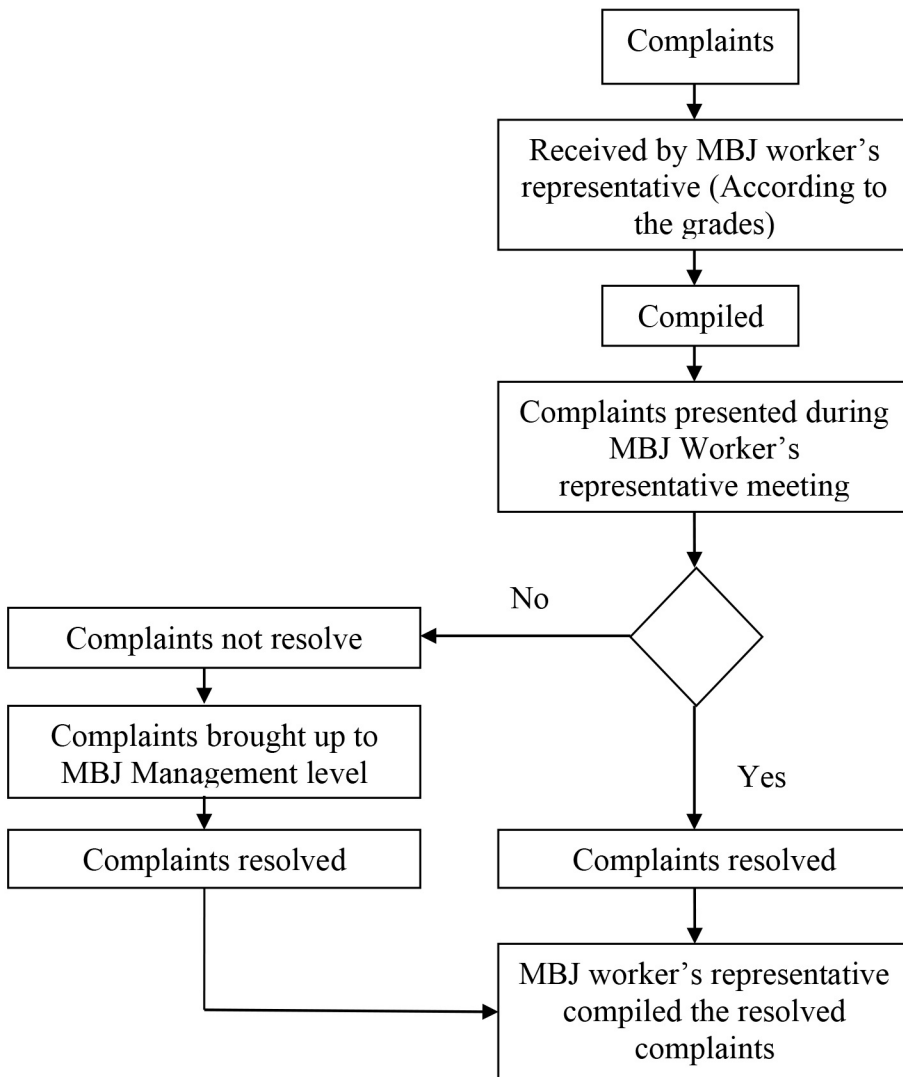 Complaints
Received by MBJ worker’s
representative (According to
the grades)
Compiled
Complaints presented during
MBJ Worker’s
representative meeting
No
Complaints not resolve
Complaints brought up to
MBJ Management level
Yes
Complaints resolved
Complaints resolved
MBJ worker’s representative
compiled the resolved
complaints